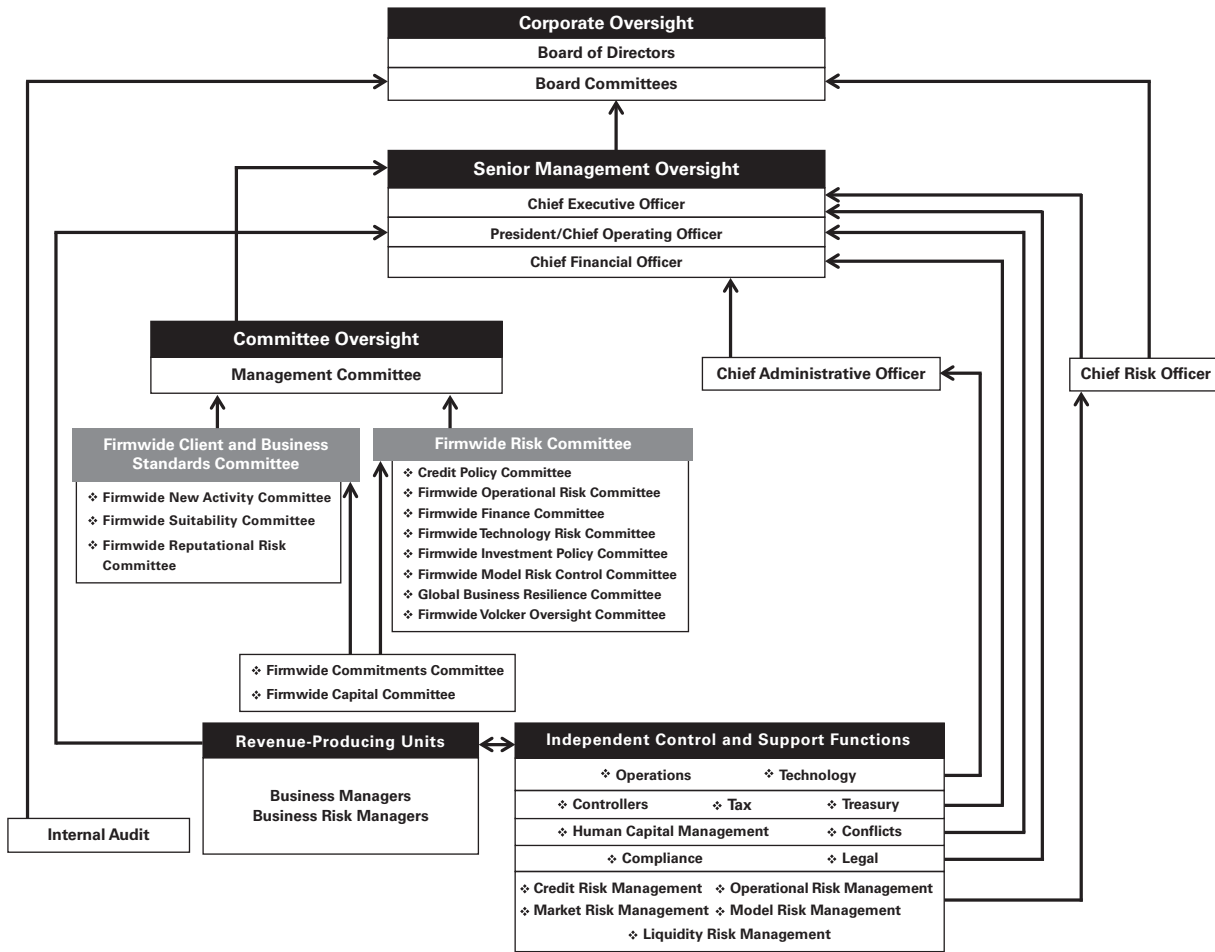 Corporate Oversight
Board of Directors
Board Committees
Senior Management Oversight
Chief Executive Officer
President/Chief Operating Officer
Chief Financial Officer
Committee Oversight
Management Committee
Chief Administrative Officer
Chief Risk Officer
Firmwide Client and Business
Standards Committee
❖ Firmwide New Activity Committee
❖ Firmwide Suitability Committee
❖ Firmwide Reputational Risk
Committee
Firmwide Risk Committee
❖ Credit Policy Committee
❖ Firmwide Operational Risk Committee
❖ Firmwide Finance Committee
❖ Firmwide Technology Risk Committee
❖ Firmwide Investment Policy Committee
❖ Firmwide Model Risk Control Committee
❖ Global Business Resilience Committee
❖ Firmwide Volcker Oversight Committee
❖ Firmwide Commitments Committee
❖ Firmwide Capital Committee
Revenue-Producing Units
Business Managers
Business Risk Managers
Internal Audit
Independent Control and Support Functions
❖ Operations ❖ Technology
❖ Controllers ❖ Tax ❖ Treasury
❖ Human Capital Management ❖ Conflicts
❖ Compliance ❖ Legal
❖ Credit Risk Management ❖ Operational Risk Management
❖ Market Risk Management ❖ Model Risk Management
❖ Liquidity Risk Management